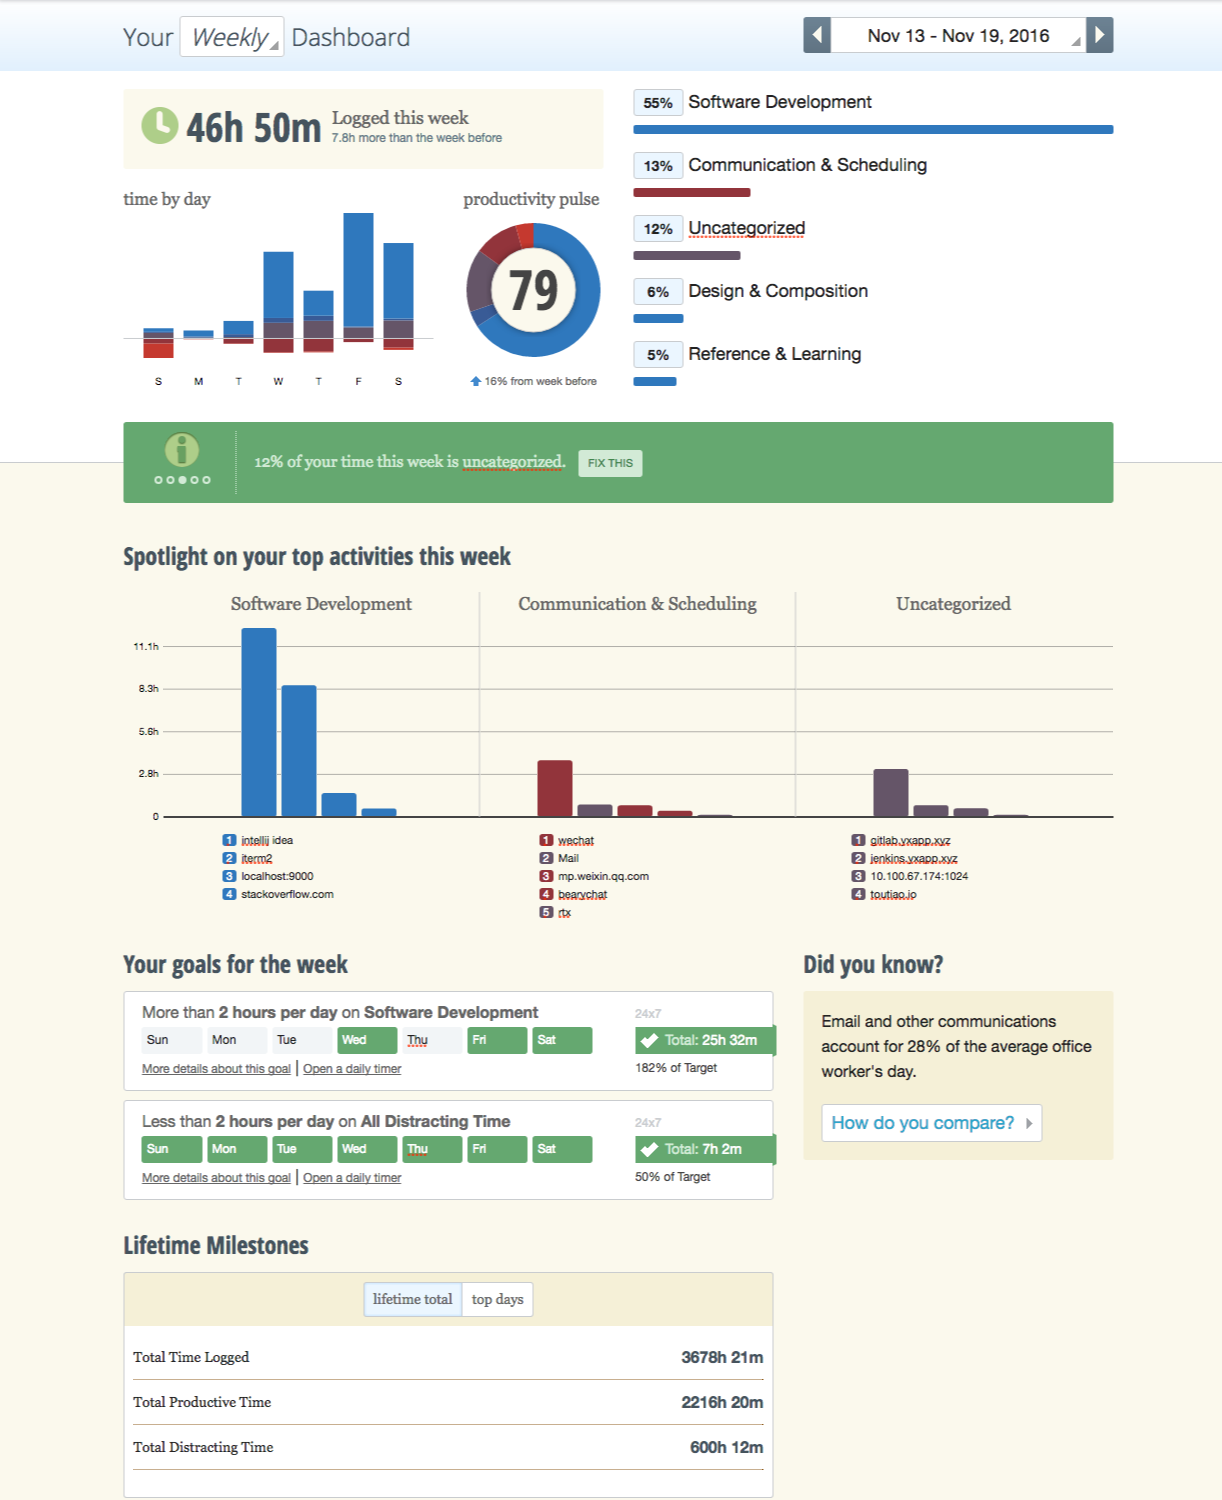 Your Weekly Dashboard
Nov 13 - Nov 19, 2016
46h 50m
Logged this week
7.8h more than the week before
time by day
S M T W T F S
productivity pulse
79
16% from week before
55% Software Development
13% Communication & Scheduling
12% Uncategorized
6% Design & Composition
5% Reference & Learning
12% of your time this week is uncategorized. FIX THIS
Spotlight on your top activities this week
Software Development
Communication & Scheduling
Uncategorized
11.1h
8.3h
5.6h
2.8h
0
1 intellij idea
2 iterm2
3 localhost:9000
4 stackoverflow.com
1 wechat
2 Mail
3 mp.weixin.qq.com
4 bearychat
5 rtx
1 gitlab.yxapp.xyz
2 jenkins.yxapp.xyz
3 10.100.67.174:1024
4 toutiao.io
Your goals for the week
More than 2 hours per day on Software Development
24x7
Sun Mon Tue Wed Thu Fri Sat
Total: 25h 32m
More details about this goal | Open a daily timer
182% of Target
Less than 2 hours per day on All Distracting Time
24x7
Sun Mon Tue Wed Thu Fri Sat
Total: 7h 2m
More details about this goal | Open a daily timer
50% of Target
Did you know?
Email and other communications
account for 28% of the average office
worker's day.
How do you compare?
Lifetime Milestones
lifetime total top days
Total Time Logged 3678h 21m
Total Productive Time 2216h 20m
Total Distracting Time 600h 12m